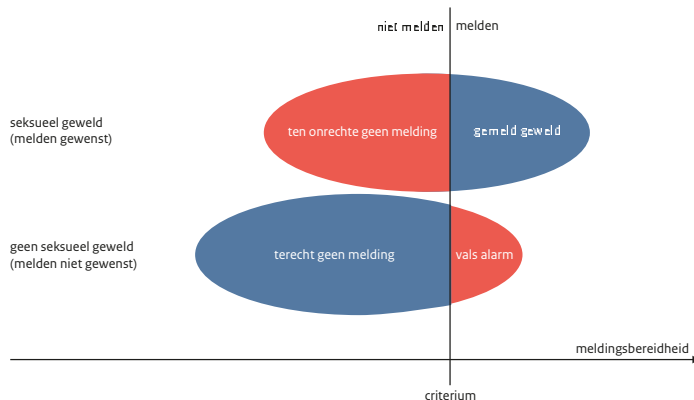 niet melden
melden
seksueel geweld
(melden gewenst)
ten onrechte geen melding
gemeld geweld
geen seksueel geweld
(melden niet gewenst)
terecht geen melding
vals alarm
meldingsbereidheid
criterium